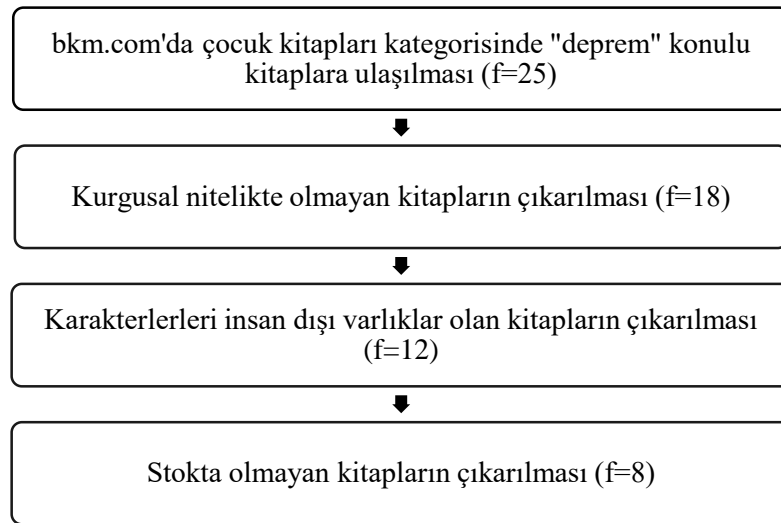 bkm.com'da çocuk kitapları kategorisinde "deprem" konulu
kitaplara ulaşılması (f=25)
Kurgusal nitelikte olmayan kitapların çıkarılması (f=18)
Karakterlerleri insan dışı varlıklar olan kitapların çıkarılması
(f=12)
Stokta olmayan kitapların çıkarılması (f=8)